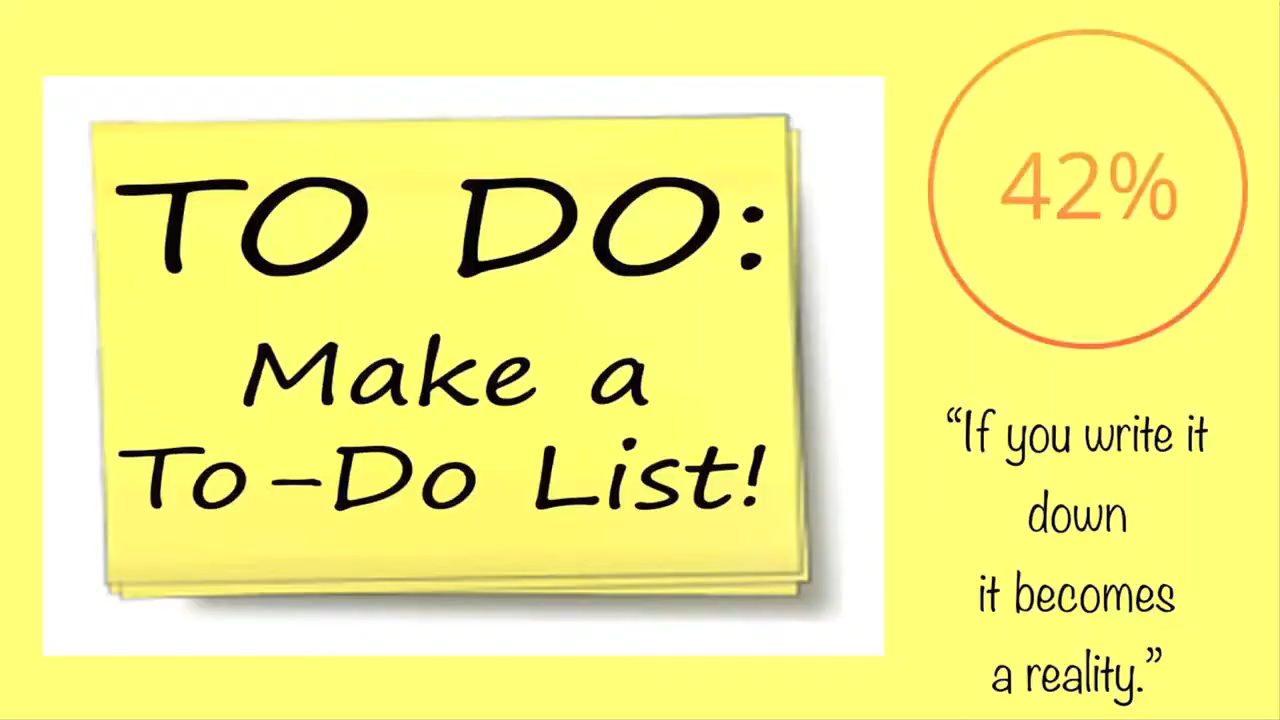 TO DO:
Make a
To-Do List!
42%
“If you write it
down
it becomes
a reality.”